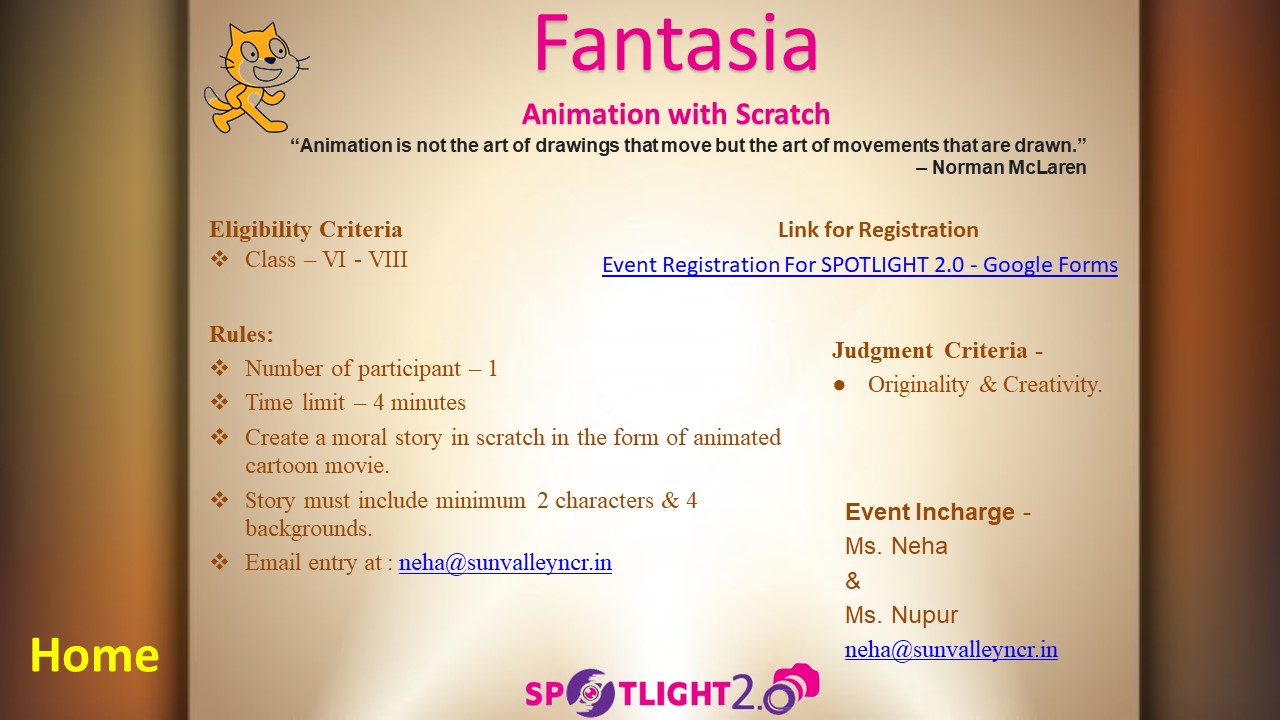 Fantasia
Animation with Scratch
“Animation is not the art of drawings that move but the art of movements that are drawn.”
– Norman McLaren
Eligibility Criteria
❖ Class – VI - VIII
Link for Registration
Event Registration For SPOTLIGHT 2.0 - Google Forms
Rules:
❖ Number of participant – 1
❖ Time limit – 4 minutes
❖ Create a moral story in scratch in the form of animated
cartoon movie.
❖ Story must include minimum 2 characters & 4
backgrounds.
❖ Email entry at : neha@sunvalleyncr.in
Judgment Criteria -
● Originality & Creativity.
Event Incharge -
Ms. Neha
&
Ms. Nupur
neha@sunvalleyncr.in
Home
SPOTLIGHT 2.0